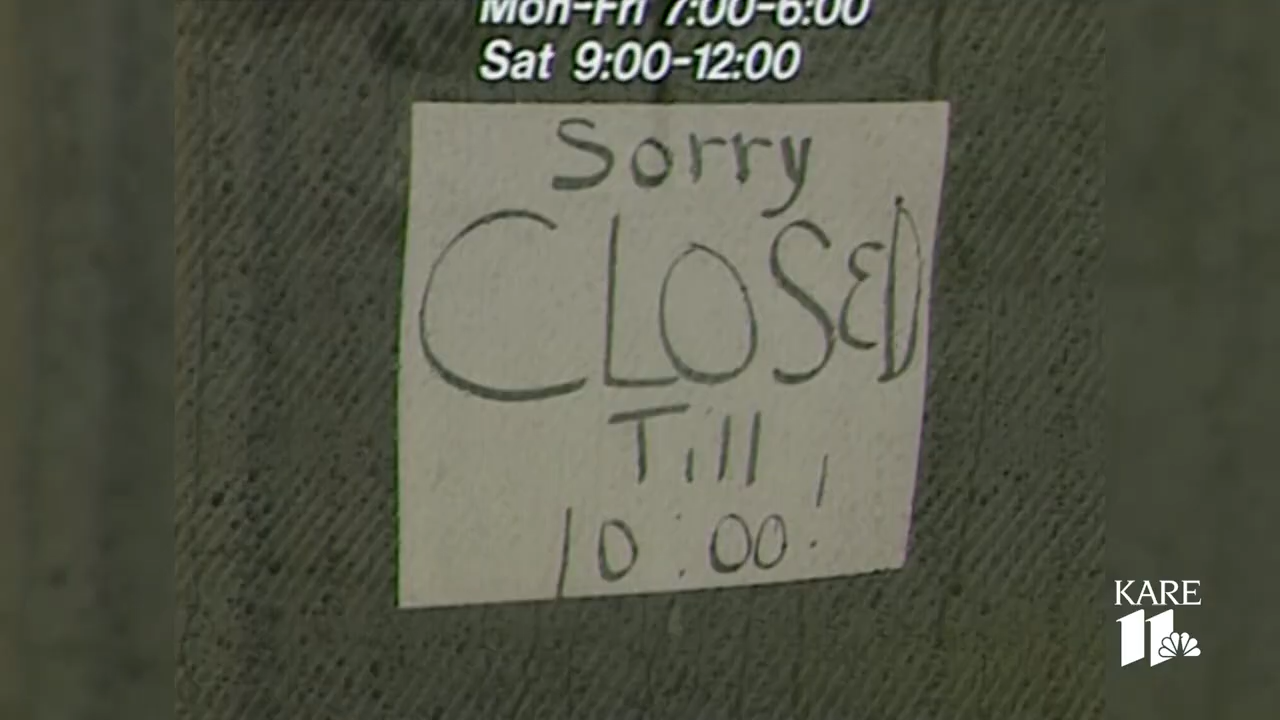 Mon-Fri 7:00-6:00
Sat 9:00-12:00
Sorry
CLOSED
Till
10:00!
KARE
11